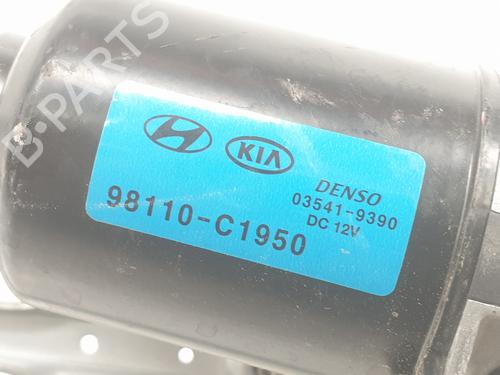 B-PARTS
KIA
DENSO
98110-C1950
03541-9390
DC 12V